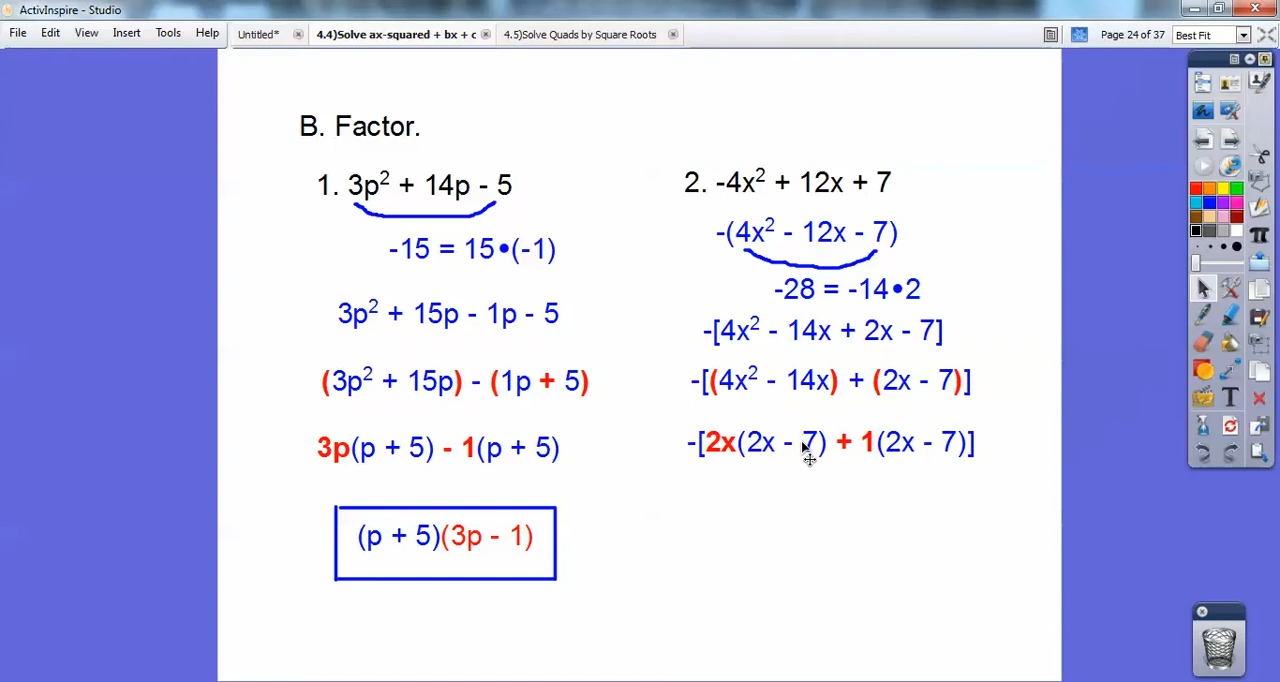 ActivInspire - Studio
File Edit View Insert Tools Help
Untitled* 4.4)Solve ax-squared + bx + c 4.5)Solve Quads by Square Roots
Page 24 of 37 Best Fit
B. Factor.
1. 3p² + 14p - 5
-15 = 15•(-1)
3p² + 15p - 1p - 5
(3p² + 15p) - (1p + 5)
3p(p + 5) - 1(p + 5)
(p + 5)(3p - 1)
2. -4x² + 12x + 7
-(4x² - 12x - 7)
-28 = -14•2
-[4x² - 14x + 2x - 7]
-[(4x² - 14x) + (2x - 7)]
-[2x(2x - 7) + 1(2x - 7)]